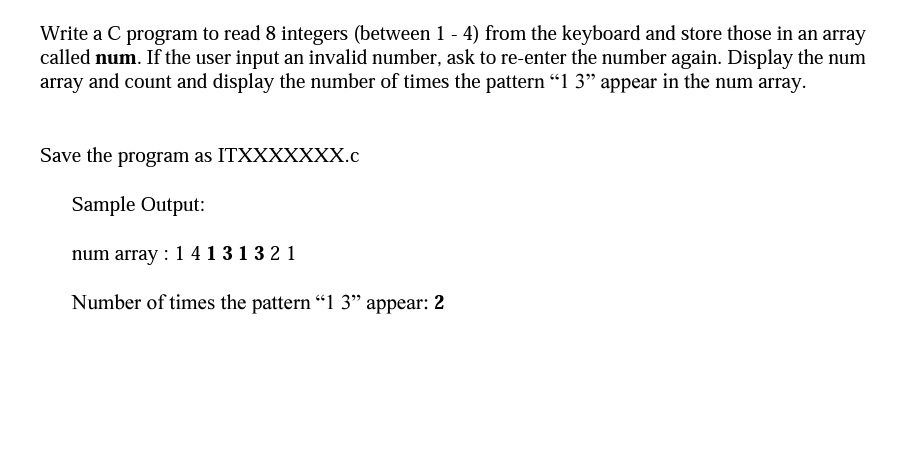 Write a C program to read 8 integers (between 1 - 4) from the keyboard and store those in an array
called num. If the user input an invalid number, ask to re-enter the number again. Display the num
array and count and display the number of times the pattern “1 3” appear in the num array.
Save the program as ITXXXXXXX.c
Sample Output:
num array : 1 4 1 3 1 3 2 1
Number of times the pattern “1 3” appear: 2